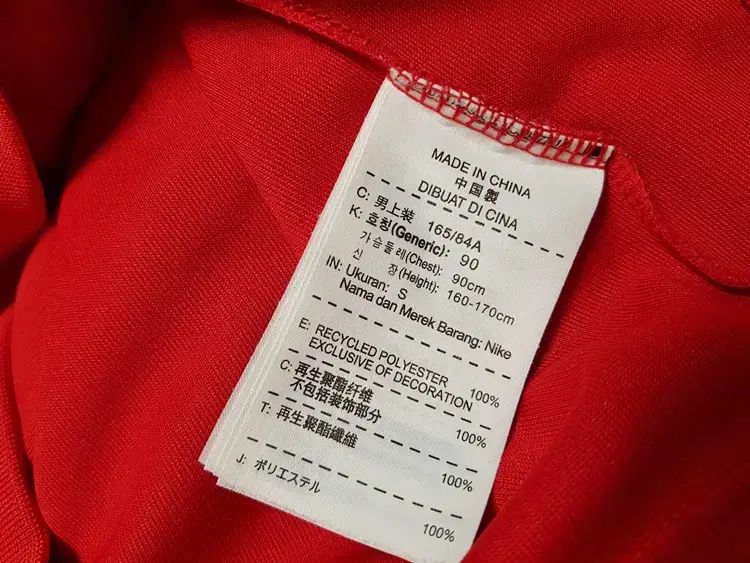 MADE IN CHINA
中国製
DIBUAT DI CINA
C: 男上装 165/84A
K: 호칭(Generic): 90
가슴둘레(Chest): 90cm
신 장(Height): 160-170cm
IN: Ukuran: S
Nama dan Merek Barang: Nike
E: RECYCLED POLYESTER 100%
EXCLUSIVE OF DECORATION
C: 再生聚酯纤维 100%
不包括装饰部分
T: 再生聚酯纖維 100%
J: ポリエステル 100%